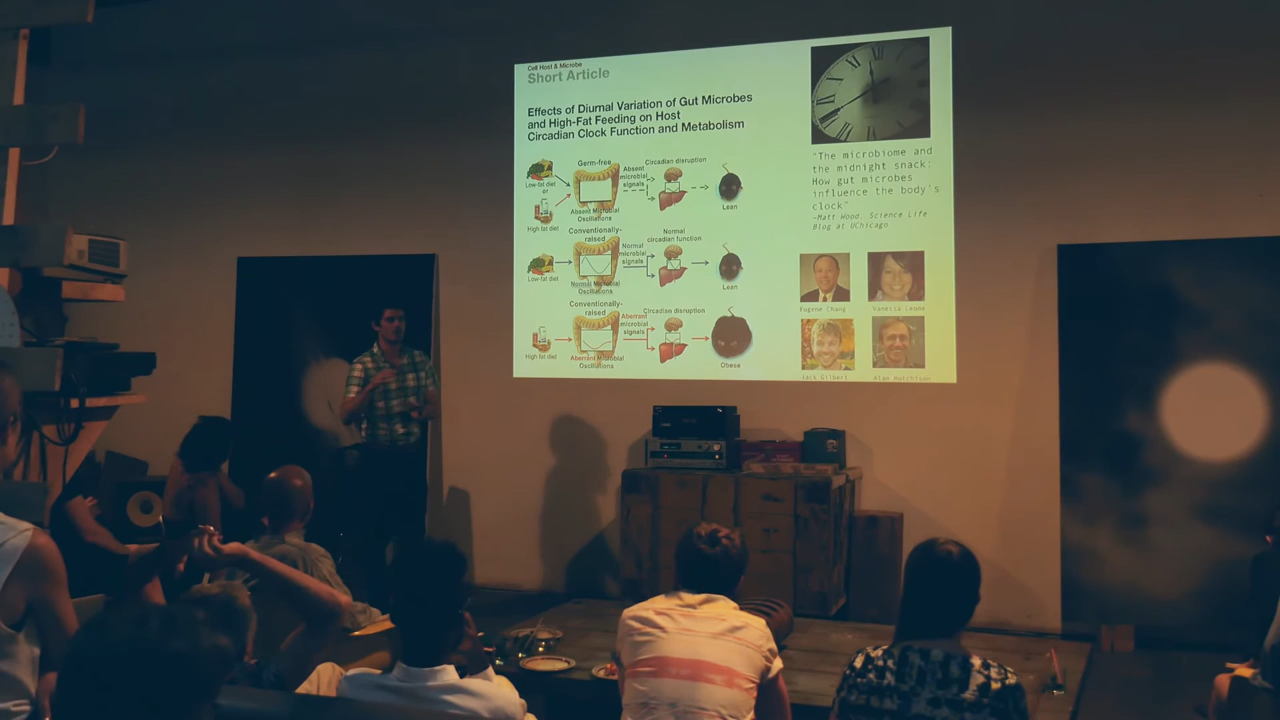 Cell Host & Microbe
Short Article
Effects of Diurnal Variation of Gut Microbes
and High-Fat Feeding on Host
Circadian Clock Function and Metabolism
Germ-free
Low-fat diet
or
High fat diet
Absent Microbial
Oscillations
Absent
microbial
signals
Circadian disruption
Lean
Conventionally-
raised
Low-fat diet
Normal Microbial
Oscillations
Normal
microbial
signals
Normal
circadian function
Lean
Conventionally-
raised
High fat diet
Aberrant Microbial
Oscillations
Aberrant
microbial
signals
Circadian disruption
Obese
"The microbiome and
the midnight snack:
How gut microbes
influence the body's
clock"
-Matt Wood, Science Life
Blog at UChicago
Eugene Chang
Vanessa Leone
Jack Gilbert
Alan Hutchison